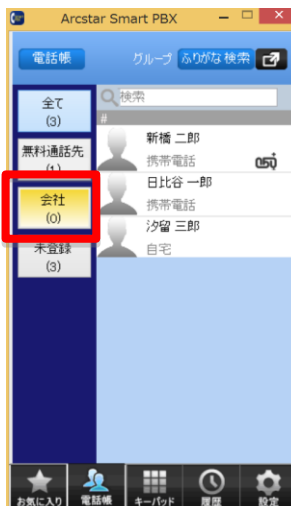 Arcstar Smart PBX
電話帳
グループ ふりがな検索
全て
(3)
検索
#
無料通話先
(1)
新橋 二郎
携帯電話
050
会社
(0)
日比谷 一郎
携帯電話
未登録
(3)
汐留 三郎
自宅
お気に入り 電話帳 キーパッド 履歴 設定